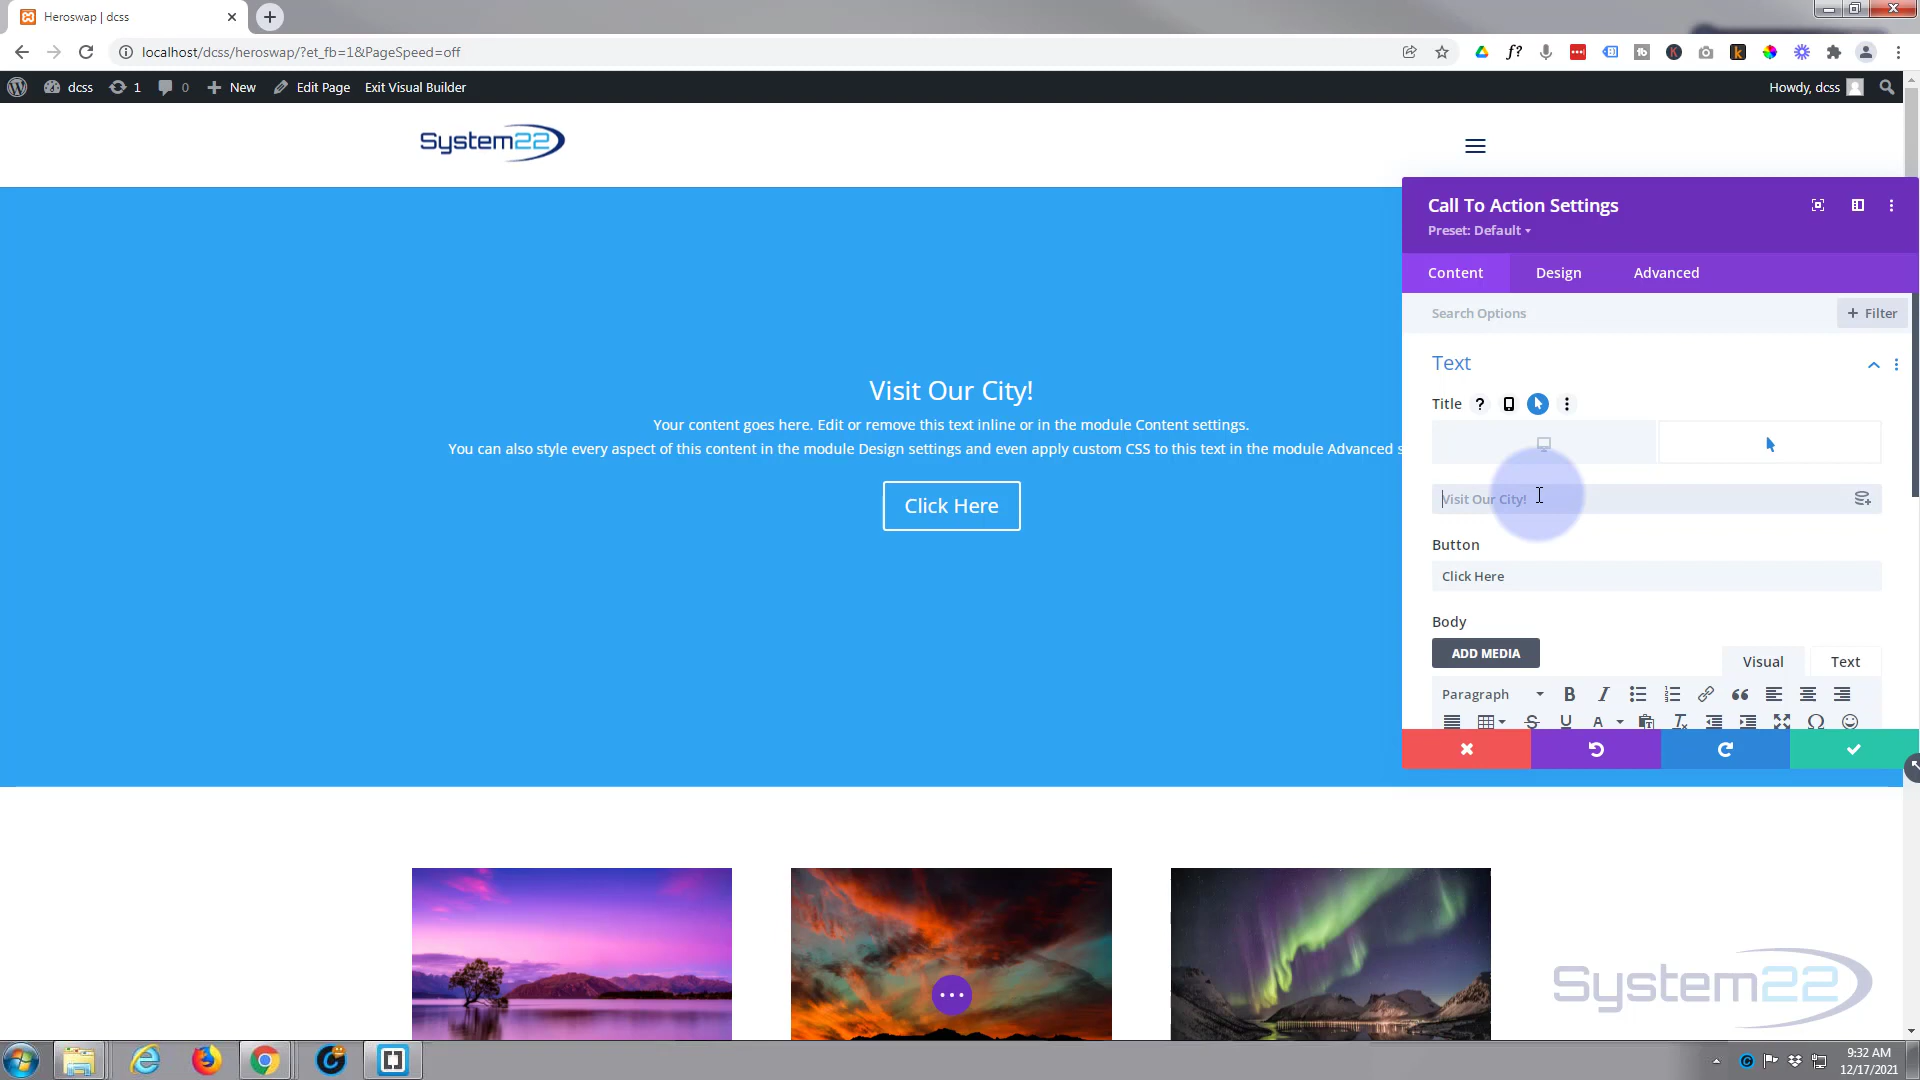 Heroswap | dcss
localhost/dcss/heroswap/?et_fb=1&PageSpeed=off
dcss
1
0
New
Edit Page
Exit Visual Builder
Howdy, dcss
System22
Call To Action Settings
Preset: Default
Content
Design
Advanced
Search Options
+ Filter
Text
Title
Visit Our City!
Button
Click Here
Body
ADD MEDIA
Visual
Text
Paragraph
Visit Our City!
Your content goes here. Edit or remove this text inline or in the module Content settings.
You can also style every aspect of this content in the module Design settings and even apply custom CSS to this text in the module Advanced s
Click Here
System22
9:32 AM
12/17/2021